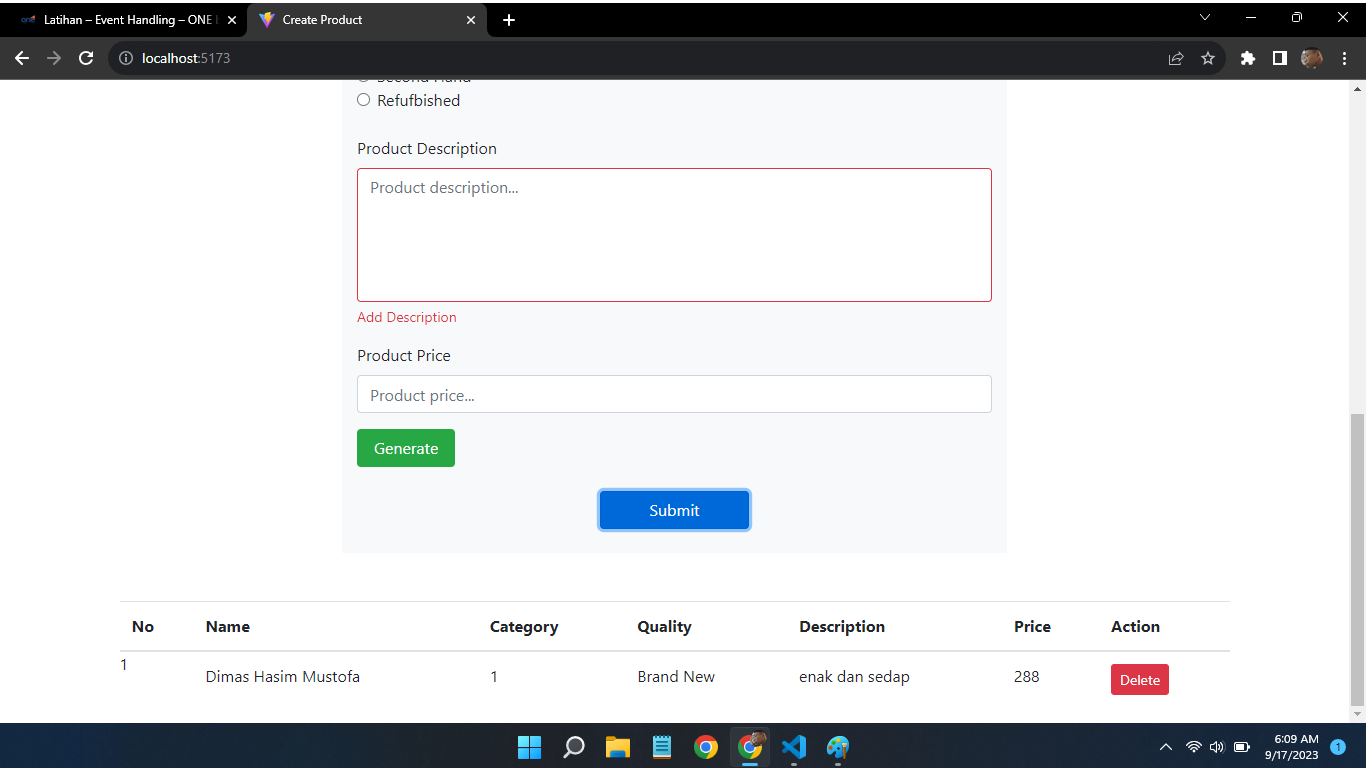 Latihan – Event Handling – ONE
Create Product
localhost:5173
Second Hand
Refufbished
Product Description
Product description...
Add Description
Product Price
Product price...
Generate
Submit
No Name Category Quality Description Price Action
1 Dimas Hasim Mustofa 1 Brand New enak dan sedap 288 Delete
6:09 AM
9/17/2023
1